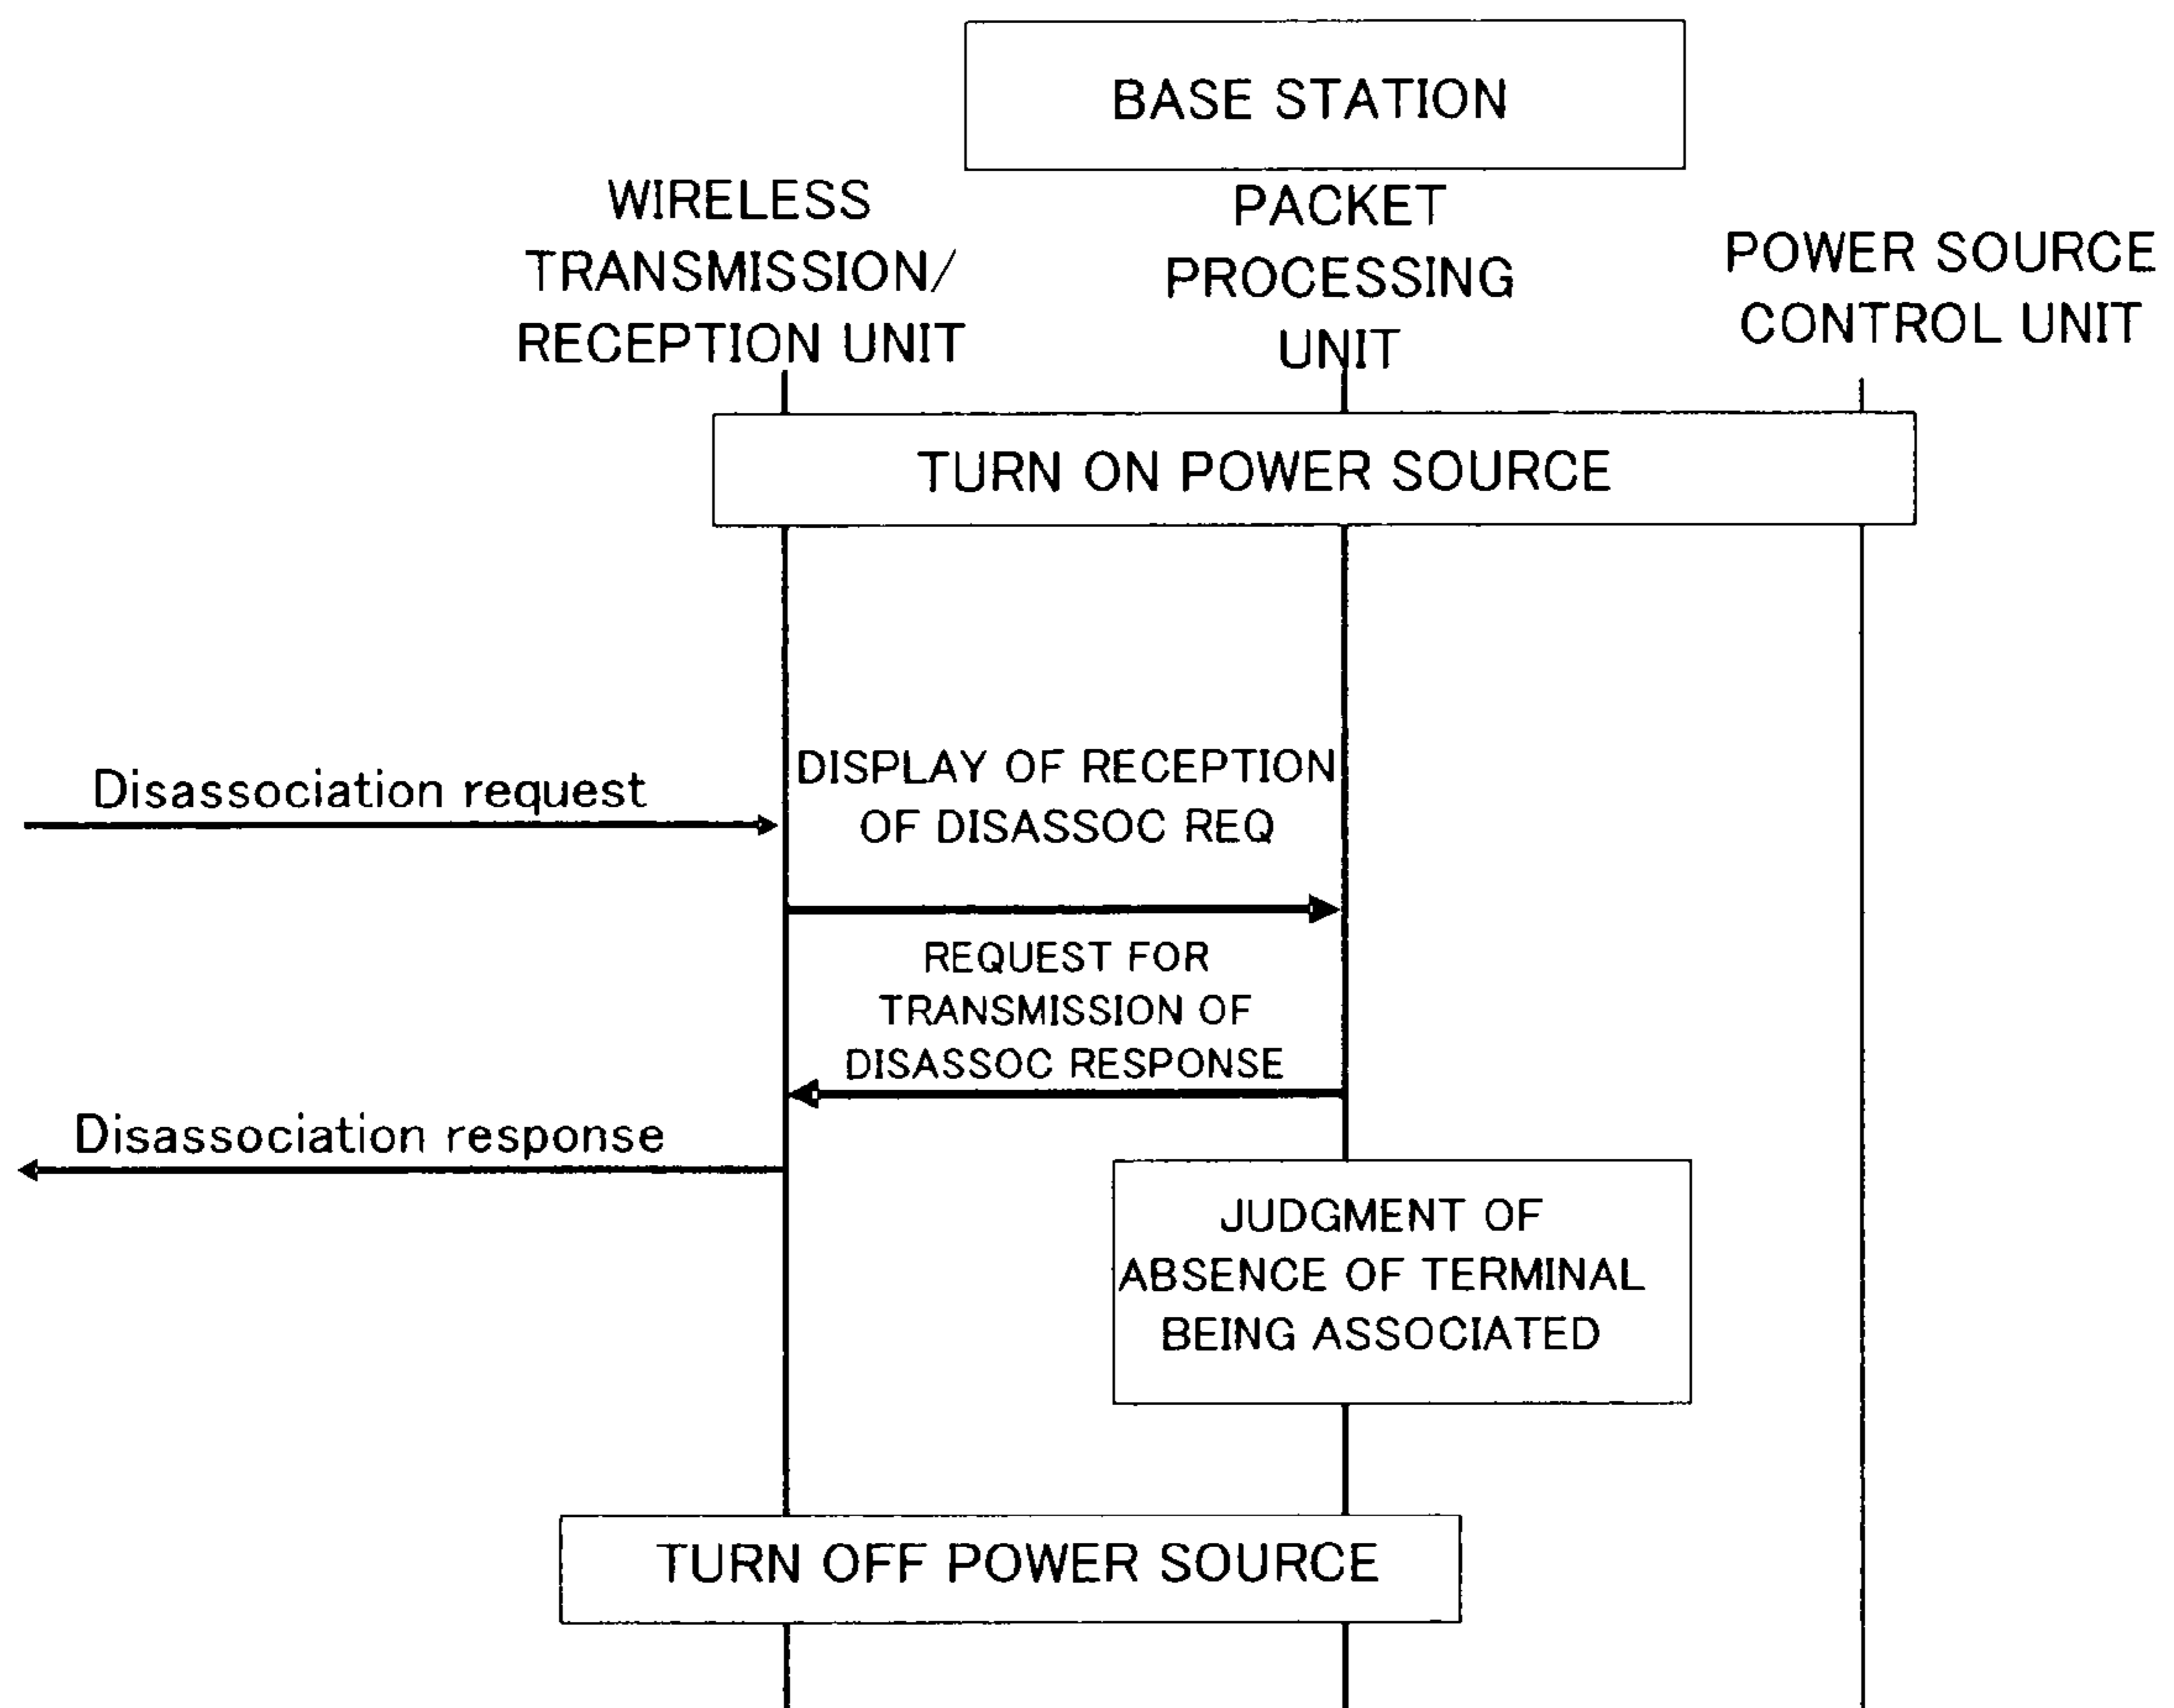 BASE STATION
WIRELESS
TRANSMISSION/
RECEPTION UNIT
PACKET
PROCESSING
UNIT
POWER SOURCE
CONTROL UNIT
TURN ON POWER SOURCE
Disassociation request
DISPLAY OF RECEPTION
OF DISASSOC REQ
REQUEST FOR
TRANSMISSION OF
DISASSOC RESPONSE
Disassociation response
JUDGMENT OF
ABSENCE OF TERMINAL
BEING ASSOCIATED
TURN OFF POWER SOURCE